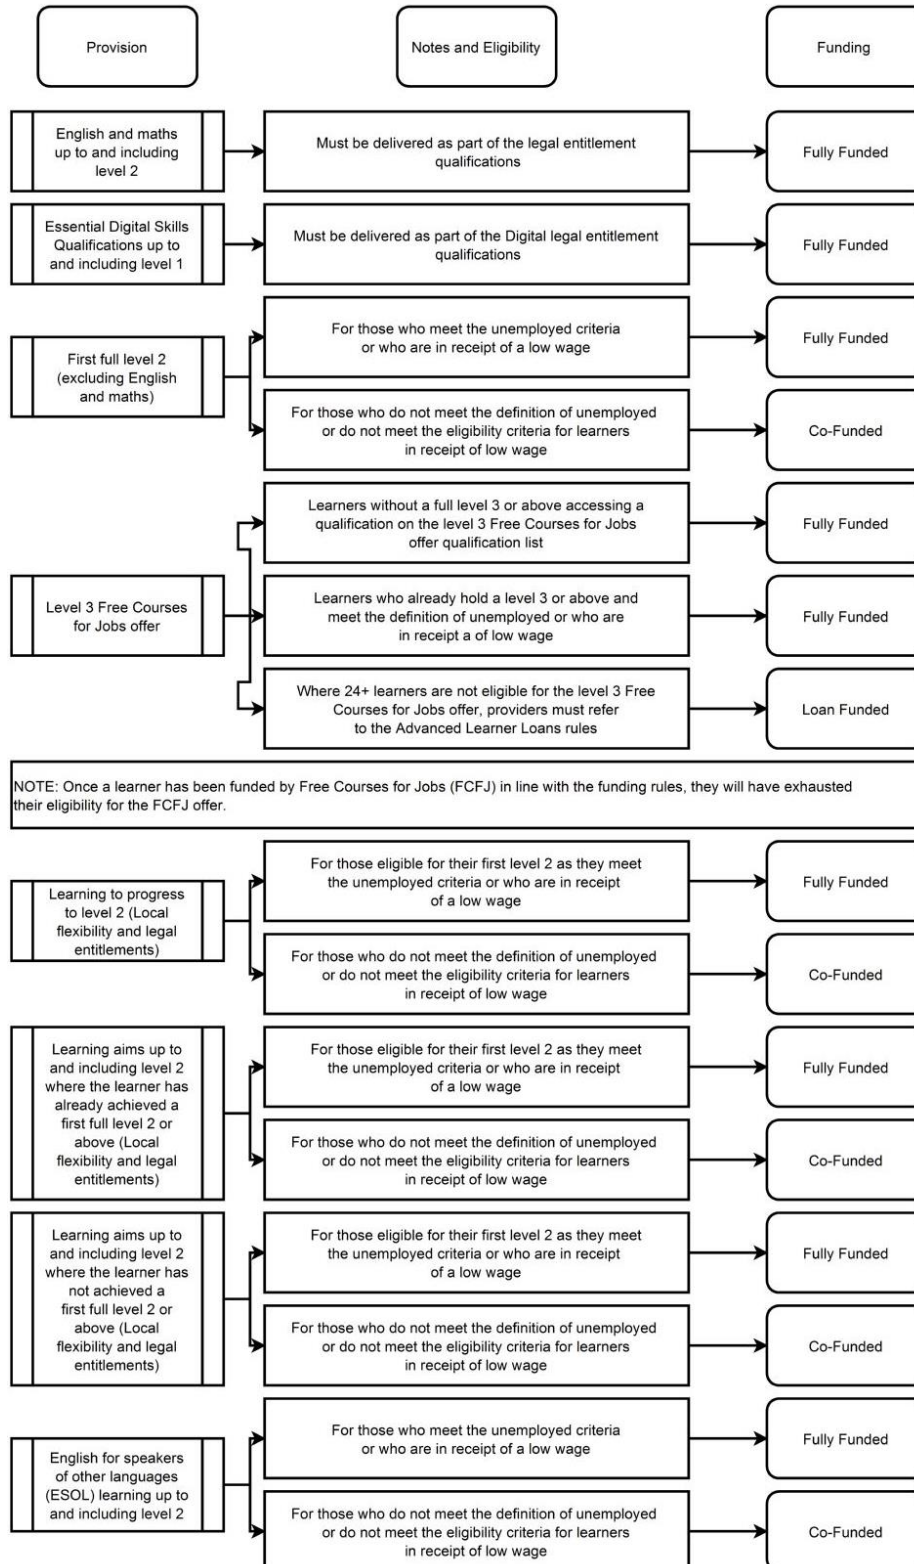 Provision
Notes and Eligibility
Funding
English and maths
up to and including
level 2
Must be delivered as part of the legal entitlement
qualifications
Fully Funded
Essential Digital Skills
Qualifications up to
and including level 1
Must be delivered as part of the Digital legal entitlement
qualifications
Fully Funded
First full level 2
(excluding English
and maths)
For those who meet the unemployed criteria
or who are in receipt of a low wage
Fully Funded
For those who do not meet the definition of unemployed
or do not meet the eligibility criteria for learners
in receipt of low wage
Co-Funded
Level 3 Free Courses
for Jobs offer
Learners without a full level 3 or above accessing a
qualification on the level 3 Free Courses for Jobs
offer qualification list
Fully Funded
Learners who already hold a level 3 or above and
meet the definition of unemployed or who are
in receipt a of low wage
Fully Funded
Where 24+ learners are not eligible for the level 3 Free
Courses for Jobs offer, providers must refer
to the Advanced Learner Loans rules
Loan Funded
NOTE: Once a learner has been funded by Free Courses for Jobs (FCFJ) in line with the funding rules, they will have exhausted
their eligibility for the FCFJ offer.
Learning to progress
to level 2 (Local
flexibility and legal
entitlements)
For those eligible for their first level 2 as they meet
the unemployed criteria or who are in receipt
of a low wage
Fully Funded
For those who do not meet the definition of unemployed
or do not meet the eligibility criteria for learners
in receipt of low wage
Co-Funded
Learning aims up to
and including level 2
where the learner has
already achieved a
first full level 2 or
above (Local
flexibility and legal
entitlements)
For those eligible for their first level 2 as they meet
the unemployed criteria or who are in receipt
of a low wage
Fully Funded
For those who do not meet the definition of unemployed
or do not meet the eligibility criteria for learners
in receipt of low wage
Co-Funded
Learning aims up to
and including level 2
where the learner has
not achieved a
first full level 2 or
above (Local
flexibility and legal
entitlements)
For those eligible for their first level 2 as they meet
the unemployed criteria or who are in receipt
of a low wage
Fully Funded
For those who do not meet the definition of unemployed
or do not meet the eligibility criteria for learners
in receipt of low wage
Co-Funded
English for speakers
of other languages
(ESOL) learning up to
and including level 2
For those who meet the unemployed criteria
or who are in receipt of a low wage
Fully Funded
For those who do not meet the definition of unemployed
or do not meet the eligibility criteria for learners
in receipt of low wage
Co-Funded